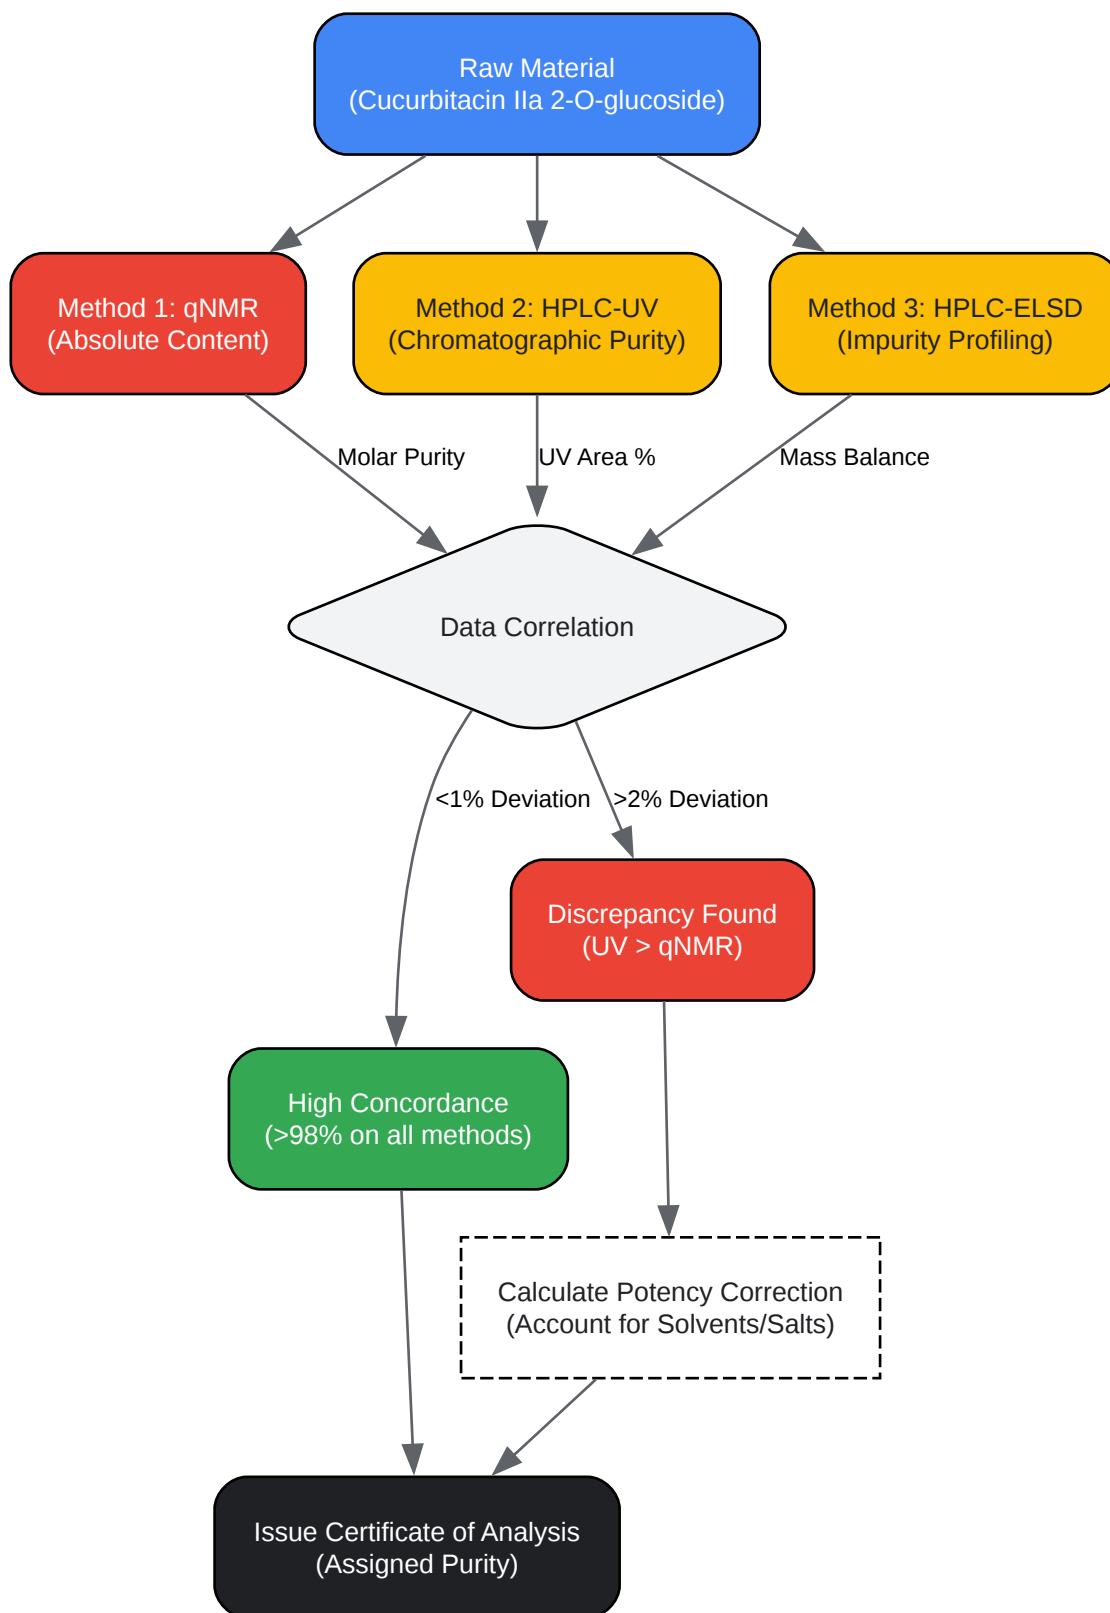 Raw Material
(Cucurbitacin IIa 2-O-glucoside)
Method 1: qNMR
(Absolute Content)
Method 2: HPLC-UV
(Chromatographic Purity)
Method 3: HPLC-ELSD
(Impurity Profiling)
Molar Purity
UV Area %
Mass Balance
Data Correlation
<1% Deviation
>2% Deviation
Discrepancy Found
(UV > qNMR)
High Concordance
(>98% on all methods)
Calculate Potency Correction
(Account for Solvents/Salts)
Issue Certificate of Analysis
(Assigned Purity)